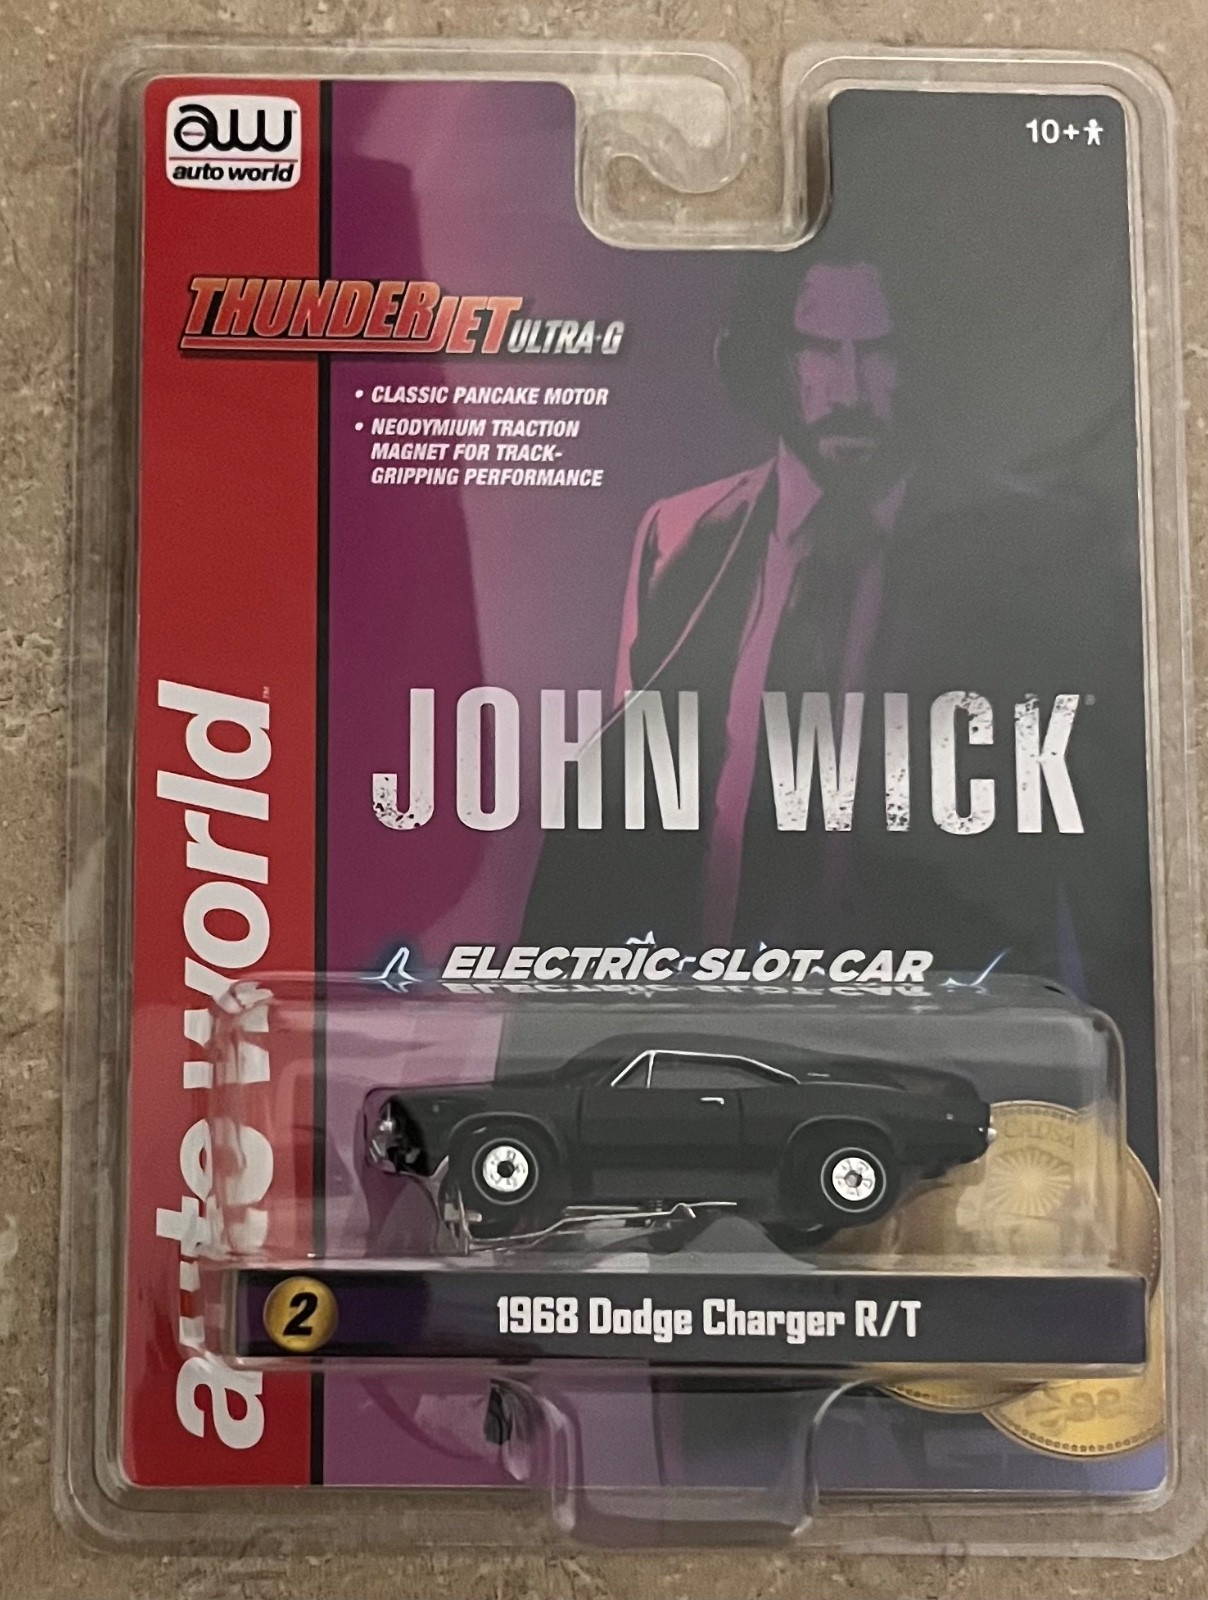 aw
auto world
10+
THUNDERJET ULTRA-G
• CLASSIC PANCAKE MOTOR
• NEODYMIUM TRACTION
MAGNET FOR TRACK-
GRIPPING PERFORMANCE
auto world™
JOHN WICK®
ELECTRIC SLOT CAR
2
1968 Dodge Charger R/T